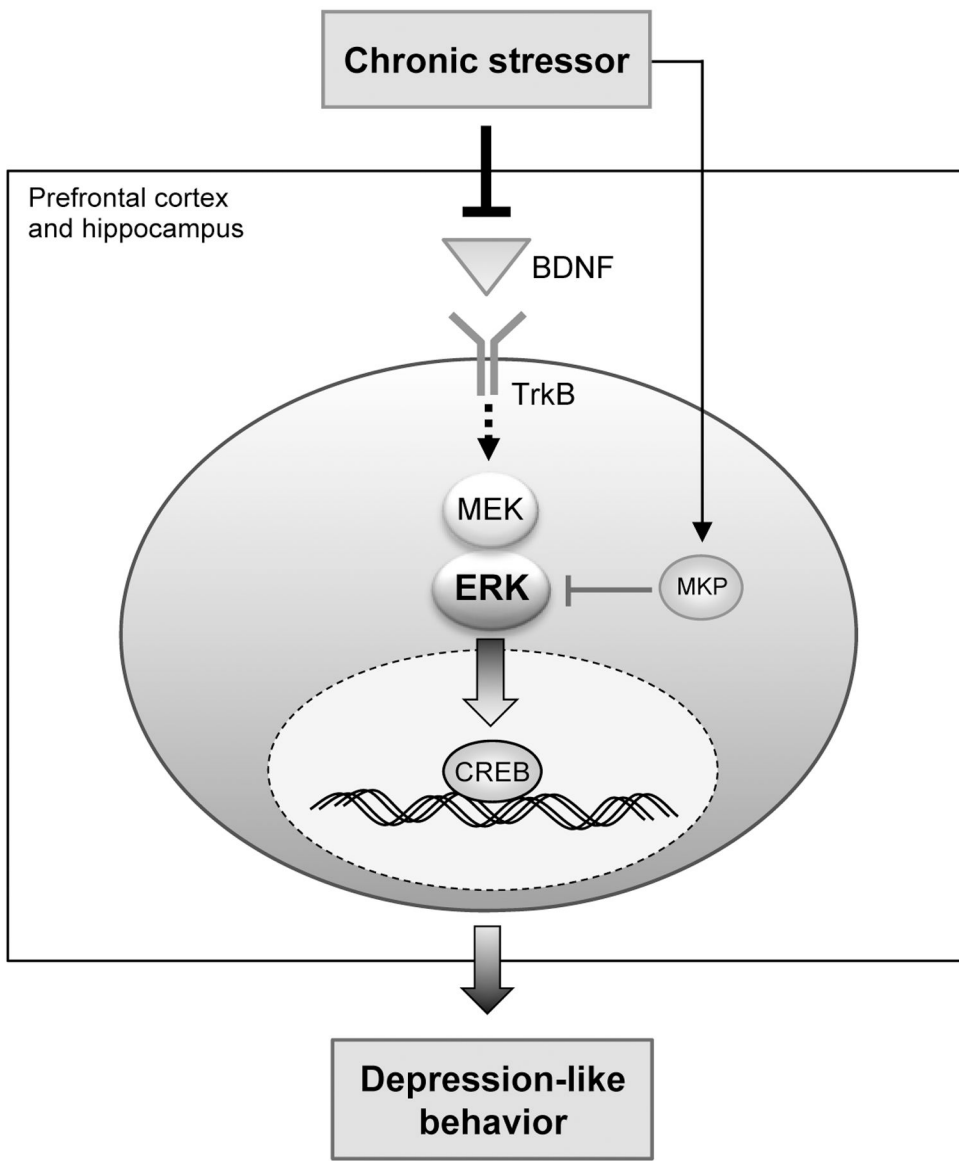 Chronic stressor
Prefrontal cortex
and hippocampus
BDNF
TrkB
MEK
ERK
MKP
CREB
Depression-like
behavior